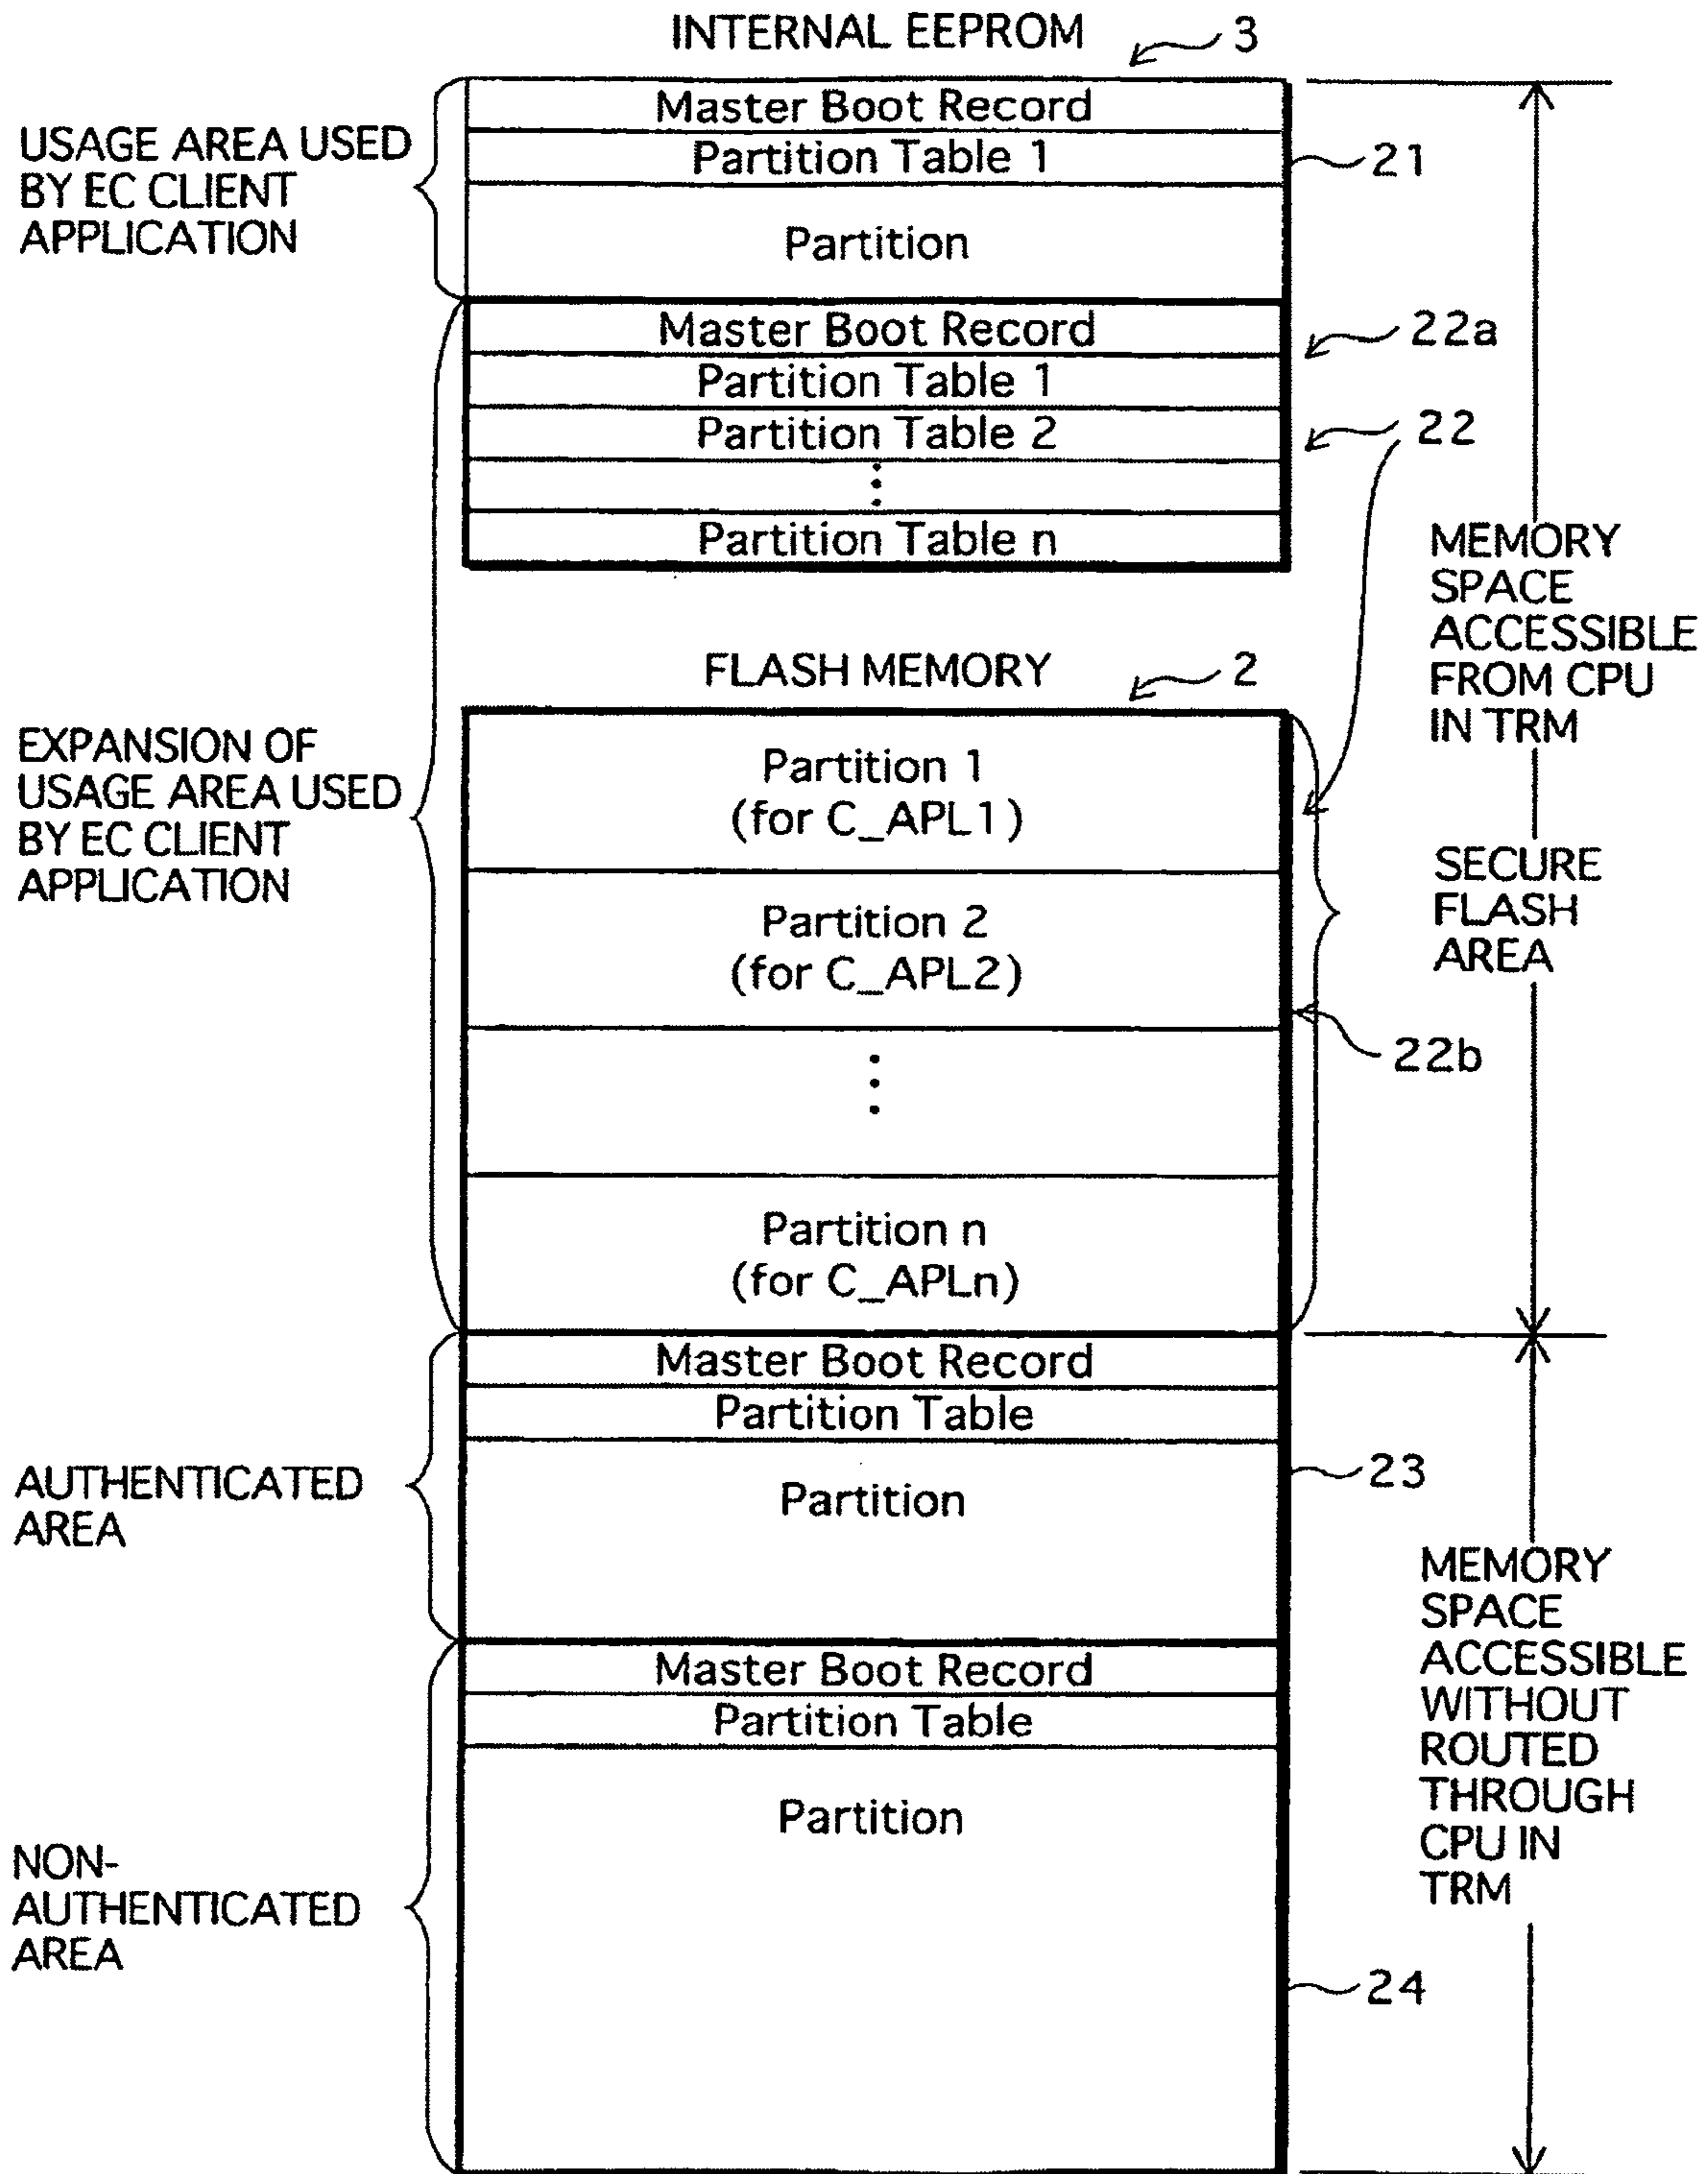 INTERNAL EEPROM
3
USAGE AREA USED
BY EC CLIENT
APPLICATION
Master Boot Record
Partition Table 1
21
Partition
Master Boot Record
22a
Partition Table 1
Partition Table 2
22
⋮
Partition Table n
MEMORY
SPACE
ACCESSIBLE
FROM CPU
IN TRM
FLASH MEMORY
2
EXPANSION OF
USAGE AREA USED
BY EC CLIENT
APPLICATION
Partition 1
(for C_APL1)
SECURE
FLASH
AREA
Partition 2
(for C_APL2)
22b
⋮
Partition n
(for C_APLn)
Master Boot Record
Partition Table
AUTHENTICATED
AREA
Partition
23
MEMORY
SPACE
ACCESSIBLE
WITHOUT
ROUTED
THROUGH
CPU IN
TRM
Master Boot Record
Partition Table
Partition
NON-
AUTHENTICATED
AREA
24